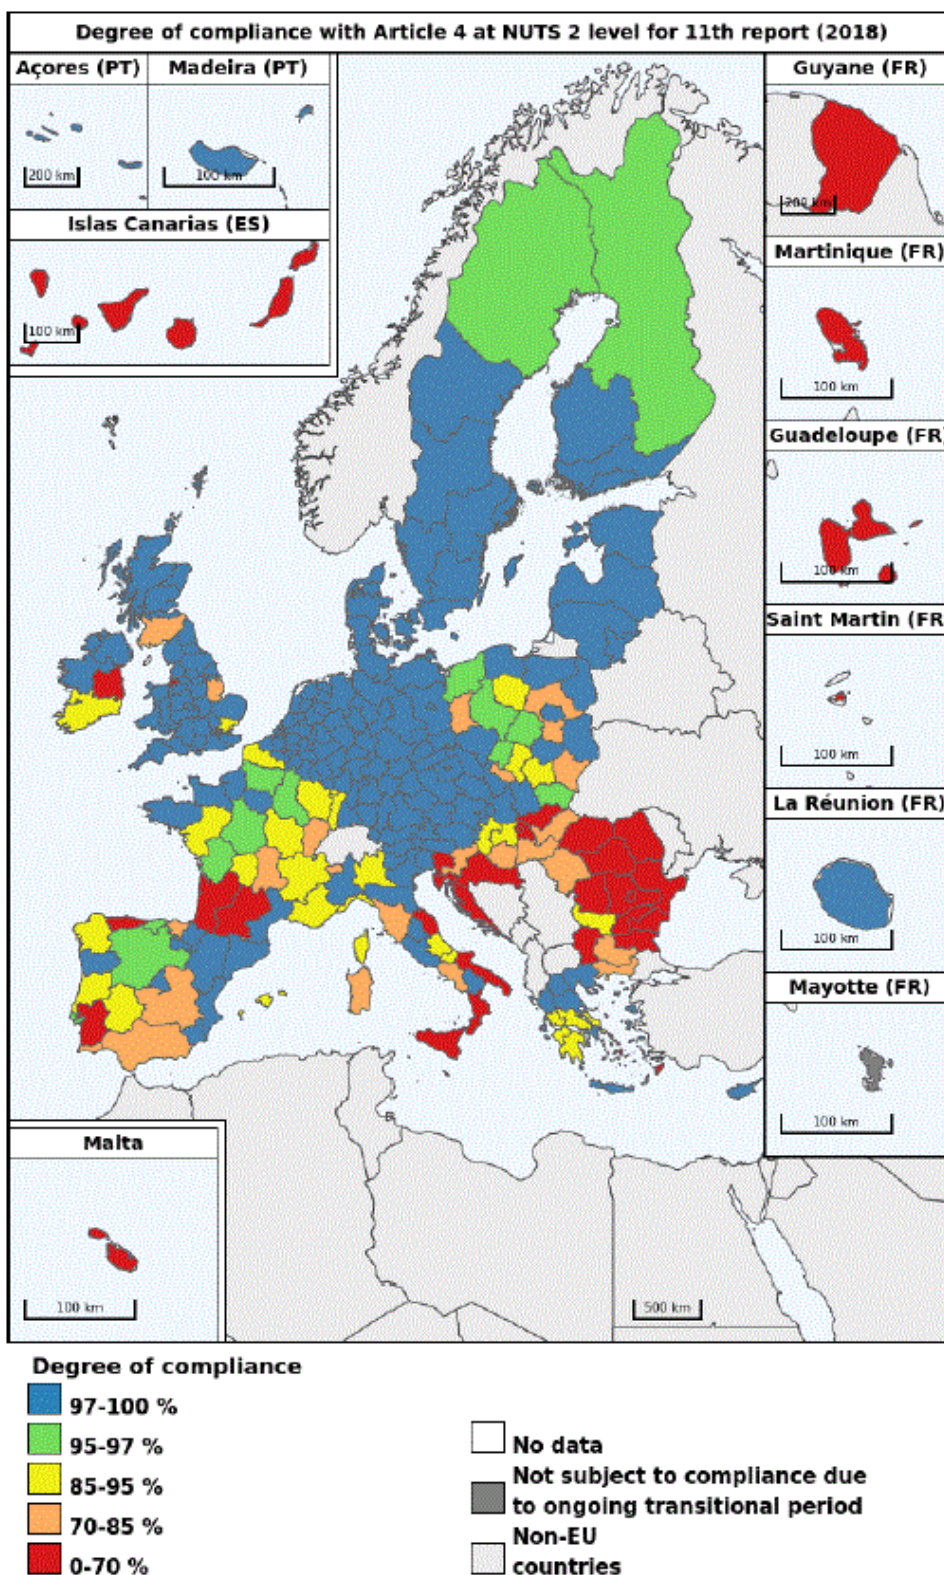 Degree of compliance with Article 4 at NUTS 2 level for 11th report (2018)
Açores (PT)
Madeira (PT)
200 km
100 km
Islas Canarias (ES)
100 km
Guyane (FR)
200 km
Martinique (FR)
100 km
Guadeloupe (FR)
100 km
Saint Martin (FR
100 km
La Réunion (FR)
100 km
Mayotte (FR)
100 km
Malta
100 km
500 km
Degree of compliance
97-100 %
95-97 %
85-95 %
70-85 %
0-70 %
No data
Not subject to compliance due
to ongoing transitional period
Non-EU
countries